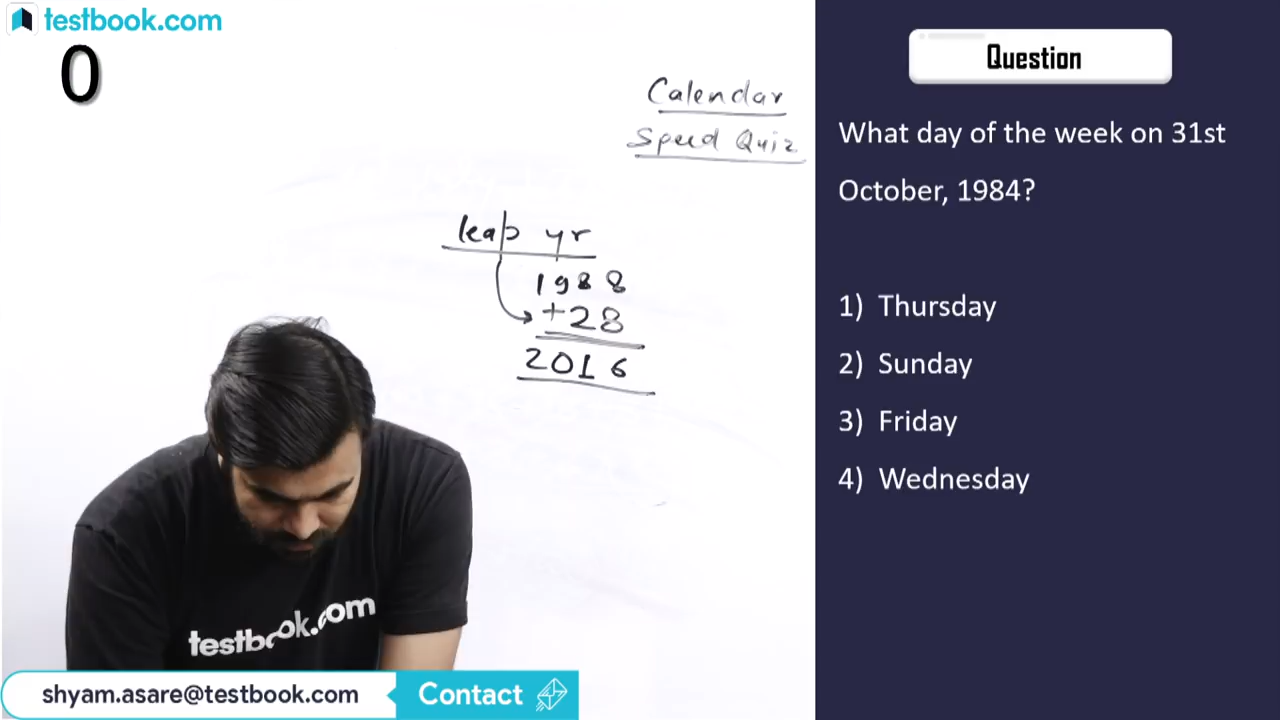 testbook.com
0
Calendar
Speed Quiz
leap yr
1988
+28
2016
testbook.com
shyam.asare@testbook.com
Contact
Question
What day of the week on 31st
October, 1984?
1) Thursday
2) Sunday
3) Friday
4) Wednesday